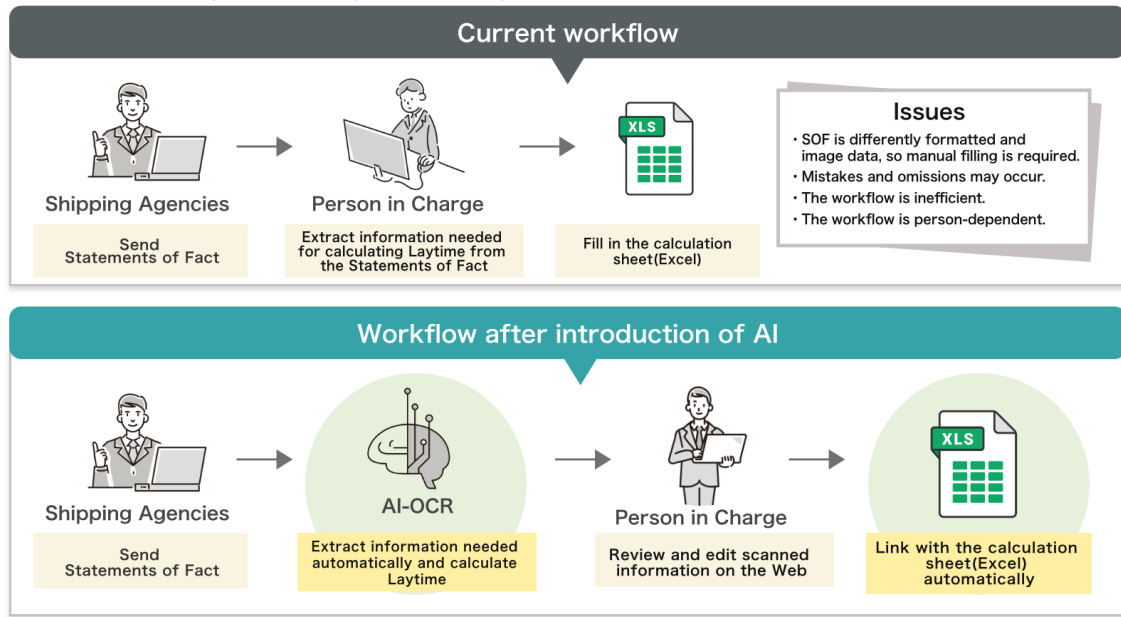 Current workflow
XLS
Issues
・SOF is differently formatted and
image data, so manual filling is required.
・Mistakes and omissions may occur.
・The workflow is inefficient.
・The workflow is person-dependent.
Shipping Agencies
Person in Charge
Send
Statements of Fact
Extract information needed
for calculating Laytime from
the Statements of Fact
Fill in the calculation
sheet(Excel)
Workflow after introduction of AI
XLS
Shipping Agencies
AI-OCR
Person in Charge
Send
Statements of Fact
Extract information needed
automatically and calculate
Laytime
Review and edit scanned
information on the Web
Link with the calculation
sheet(Excel)
automatically